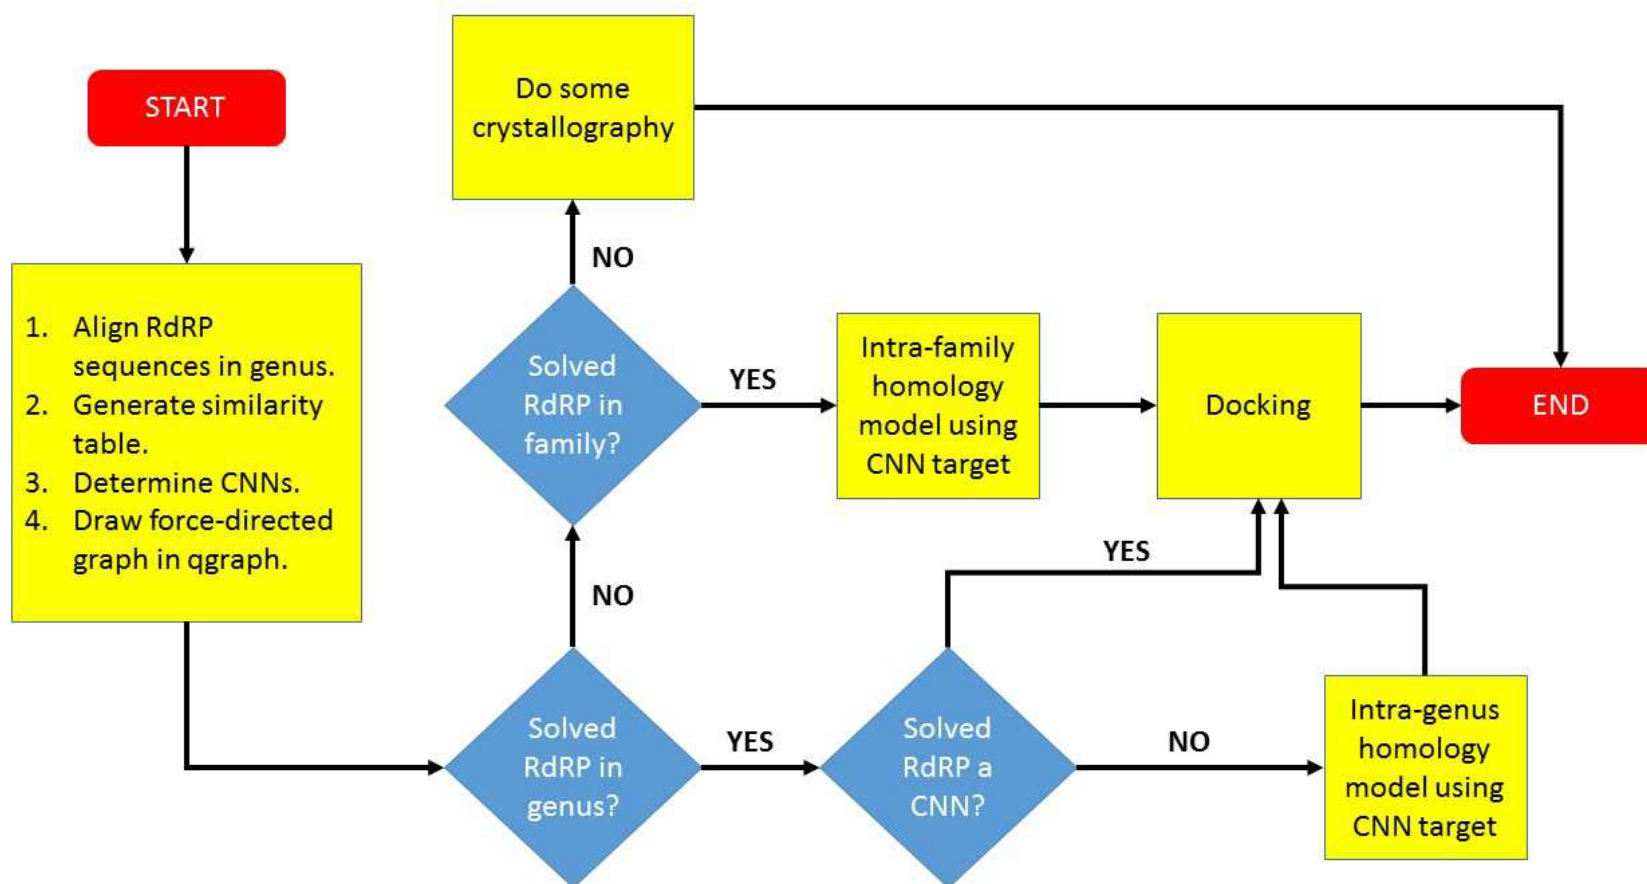 START
1. Align RdRP
sequences in genus.
2. Generate similarity
table.
3. Determine CNNs.
4. Draw force-directed
graph in qgraph.
Do some
crystallography
NO
Solved
RdRP in
family?
YES
Intra-family
homology
model using
CNN target
Docking
END
NO
YES
Solved
RdRP in
genus?
YES
Solved
RdRP a
CNN?
NO
Intra-genus
homology
model using
CNN target